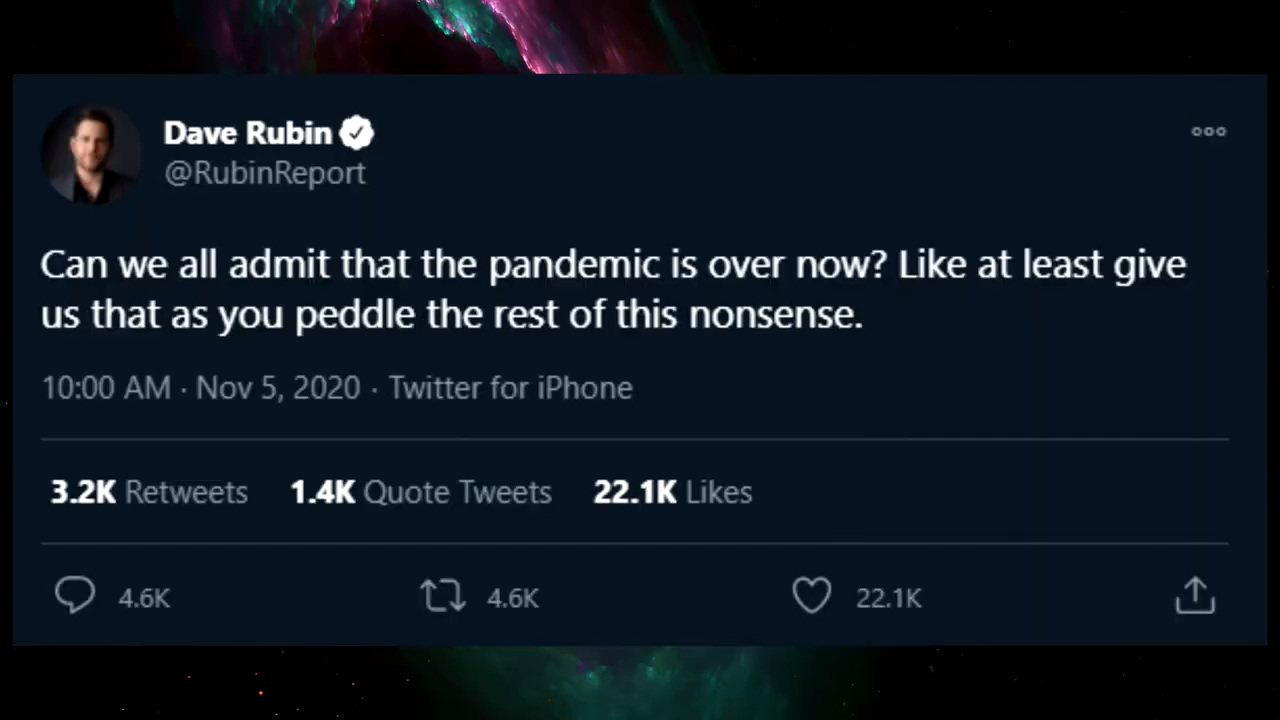 Dave Rubin
@RubinReport
Can we all admit that the pandemic is over now? Like at least give
us that as you peddle the rest of this nonsense.
10:00 AM · Nov 5, 2020 · Twitter for iPhone
3.2K Retweets 1.4K Quote Tweets 22.1K Likes
4.6K 4.6K 22.1K